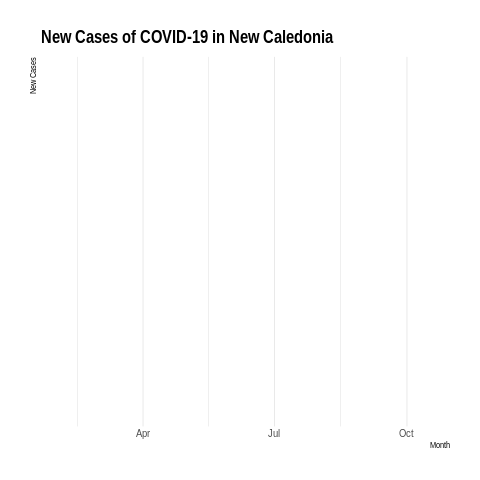 New Cases of COVID-19 in New Caledonia
New Cases
Apr
Jul
Oct
Month